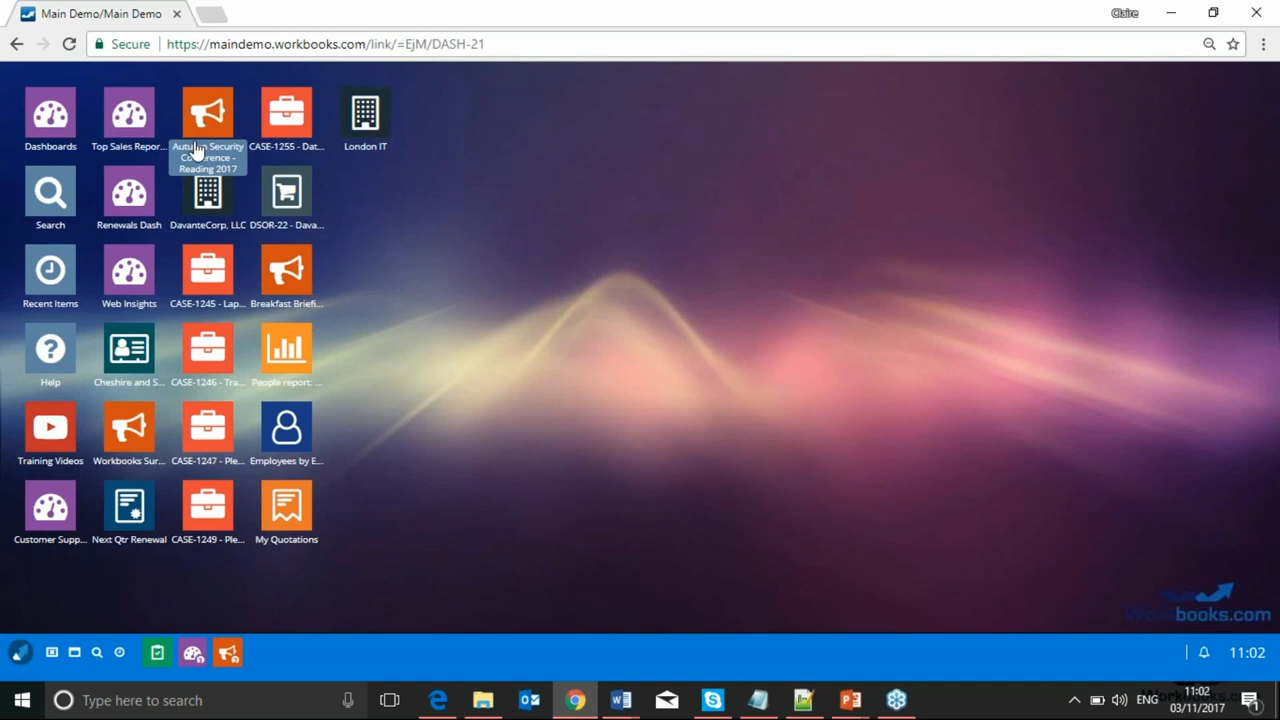 Main Demo/Main Demo
Claire
Secure
https://maindemo.workbooks.com/link/=EjM/DASH-21
Dashboards
Top Sales Repor...
Autumn Security
Conference -
Reading 2017
CASE-1255 - Dat...
London IT
Search
Renewals Dash
DavanteCorp, LLC
DSOR-22 - Dava...
Recent Items
Web Insights
CASE-1245 - Lap...
Breakfast Briefi...
Help
Cheshire and S...
CASE-1246 - Tra...
People report: ...
Training Videos
Workbooks Sur...
CASE-1247 - Ple...
Employees by E...
Customer Supp...
Next Qtr Renewal
CASE-1249 - Ple...
My Quotations
Workbooks.com
11:02
Type here to search
ENG
11:02
03/11/2017